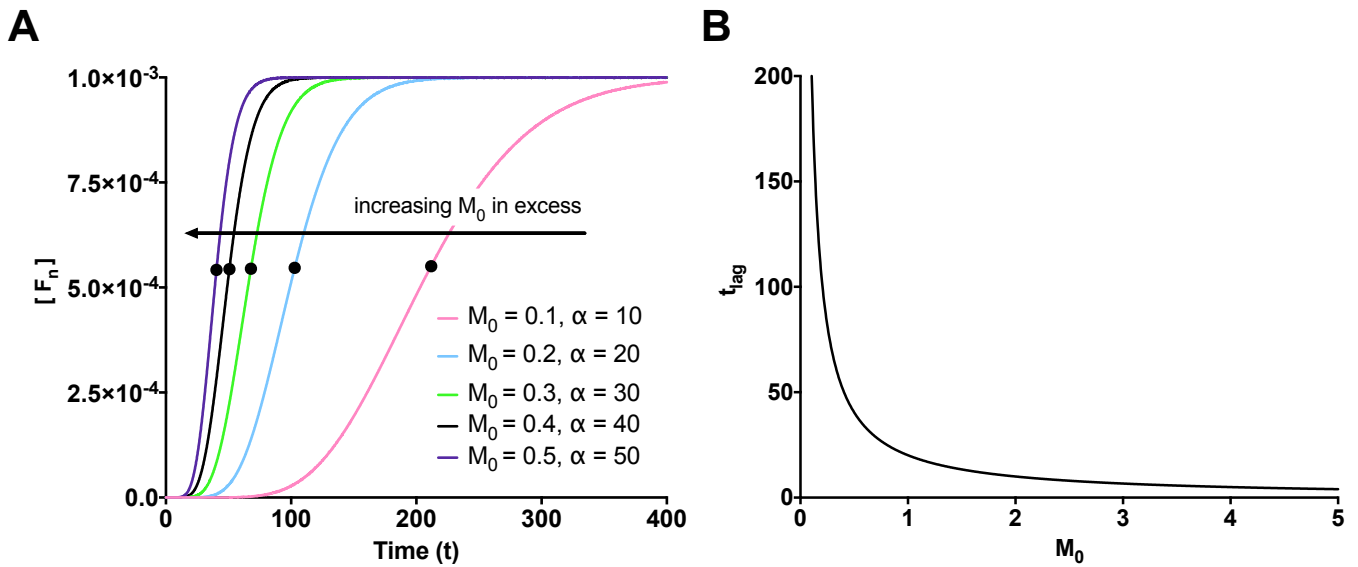 A
[ Fₙ]
1.0×10⁻³
7.5×10⁻⁴
5.0×10⁻⁴
2.5×10⁻⁴
0.0
increasing M₀ in excess
M₀ = 0.1, α = 10
M₀ = 0.2, α = 20
M₀ = 0.3, α = 30
M₀ = 0.4, α = 40
M₀ = 0.5, α = 50
0 100 200 300 400
Time (t)
B
t_lag
200
150
100
50
0
0 1 2 3 4 5
M₀